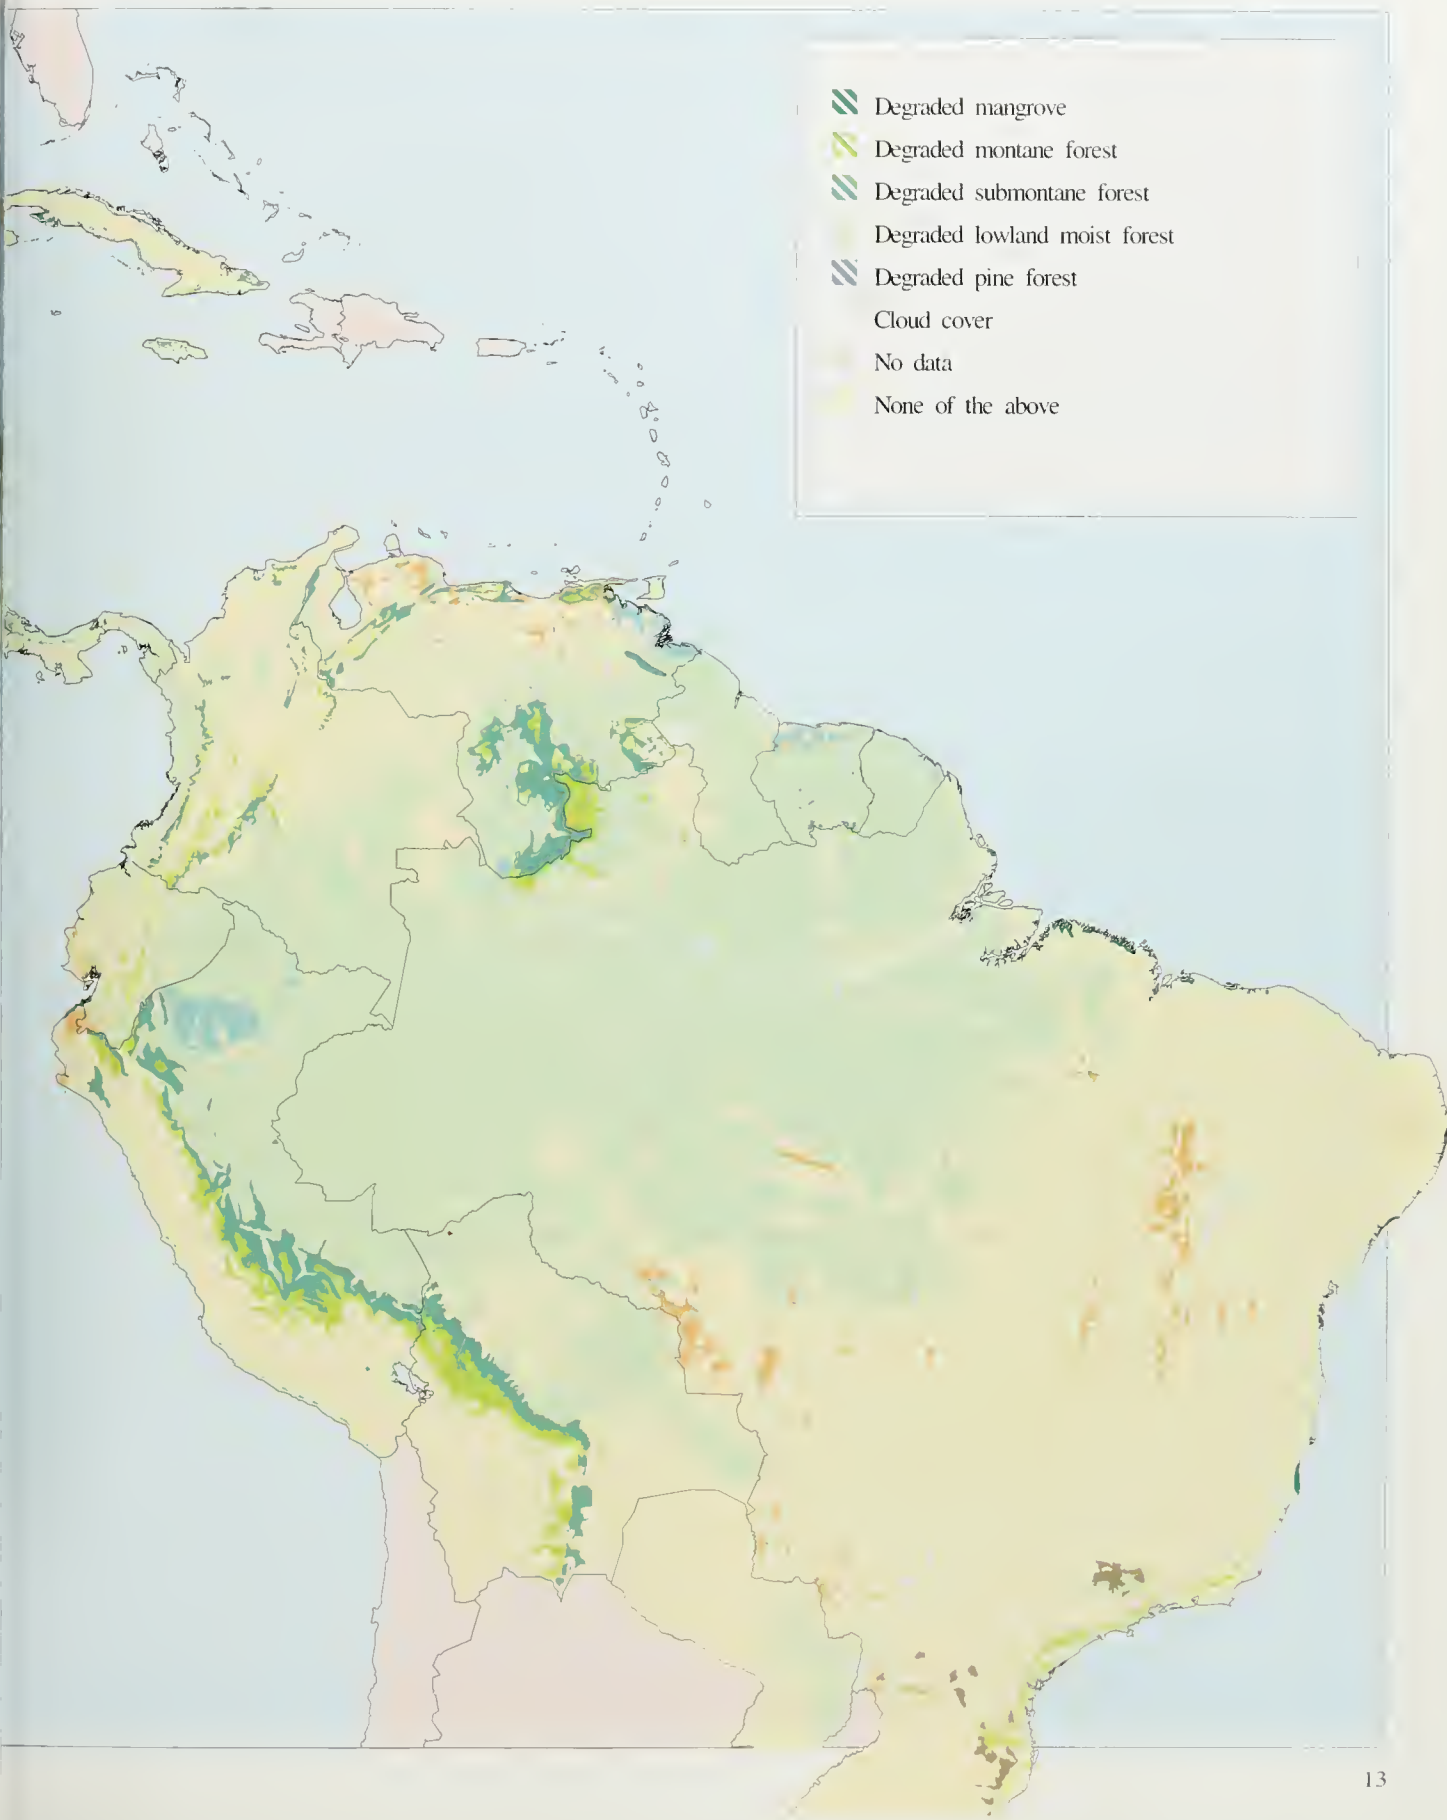 Degraded mangrove
Degraded montane forest
Degraded submontane forest
Degraded lowland moist forest
Degraded pine forest
Cloud cover
No data
None of the above
13